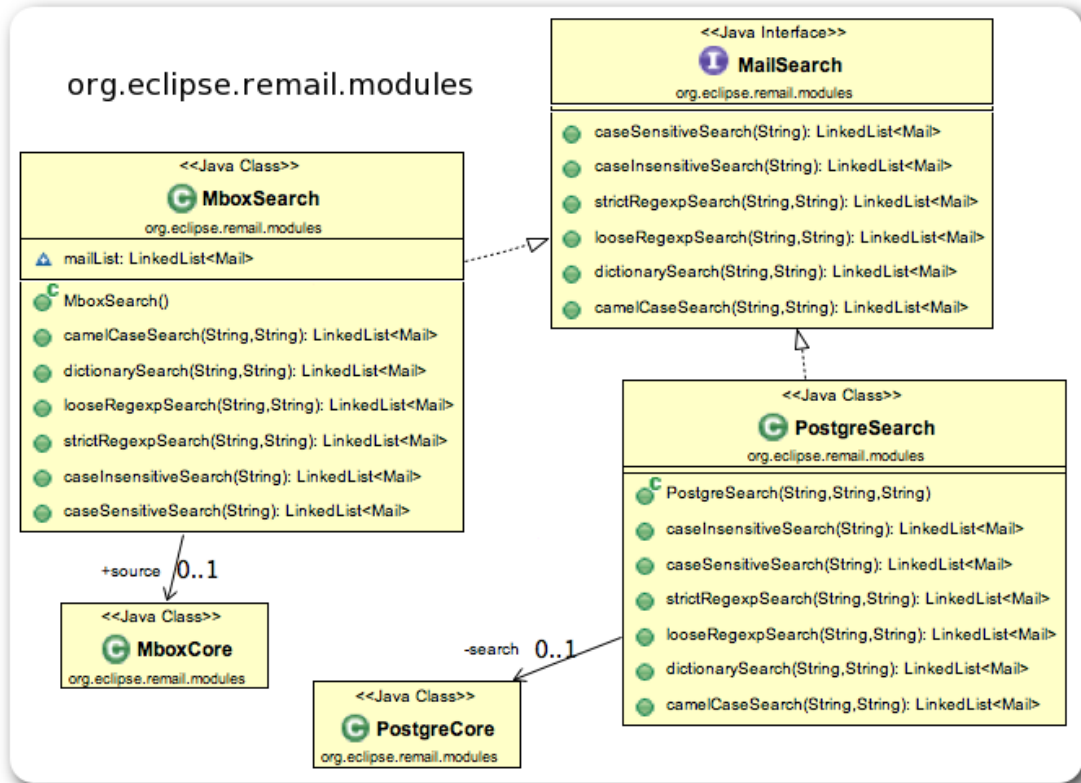 org.eclipse.remail.modules
<<Java Interface>>
I MailSearch
org.eclipse.remail.modules
caseSensitiveSearch(String): LinkedList<Mail>
caseInsensitiveSearch(String): LinkedList<Mail>
strictRegexpSearch(String,String): LinkedList<Mail>
looseRegexpSearch(String,String): LinkedList<Mail>
dictionarySearch(String,String): LinkedList<Mail>
camelCaseSearch(String,String): LinkedList<Mail>
<<Java Class>>
C MboxSearch
org.eclipse.remail.modules
mailList: LinkedList<Mail>
C MboxSearch()
camelCaseSearch(String,String): LinkedList<Mail>
dictionarySearch(String,String): LinkedList<Mail>
looseRegexpSearch(String,String): LinkedList<Mail>
strictRegexpSearch(String,String): LinkedList<Mail>
caseInsensitiveSearch(String): LinkedList<Mail>
caseSensitiveSearch(String): LinkedList<Mail>
<<Java Class>>
C PostgreSearch
org.eclipse.remail.modules
C PostgreSearch(String,String,String)
caseInsensitiveSearch(String): LinkedList<Mail>
caseSensitiveSearch(String): LinkedList<Mail>
strictRegexpSearch(String,String): LinkedList<Mail>
looseRegexpSearch(String,String): LinkedList<Mail>
dictionarySearch(String,String): LinkedList<Mail>
camelCaseSearch(String,String): LinkedList<Mail>
+source 0..1
<<Java Class>>
C MboxCore
org.eclipse.remail.modules
-search 0..1
<<Java Class>>
C PostgreCore
org.eclipse.remail.modules